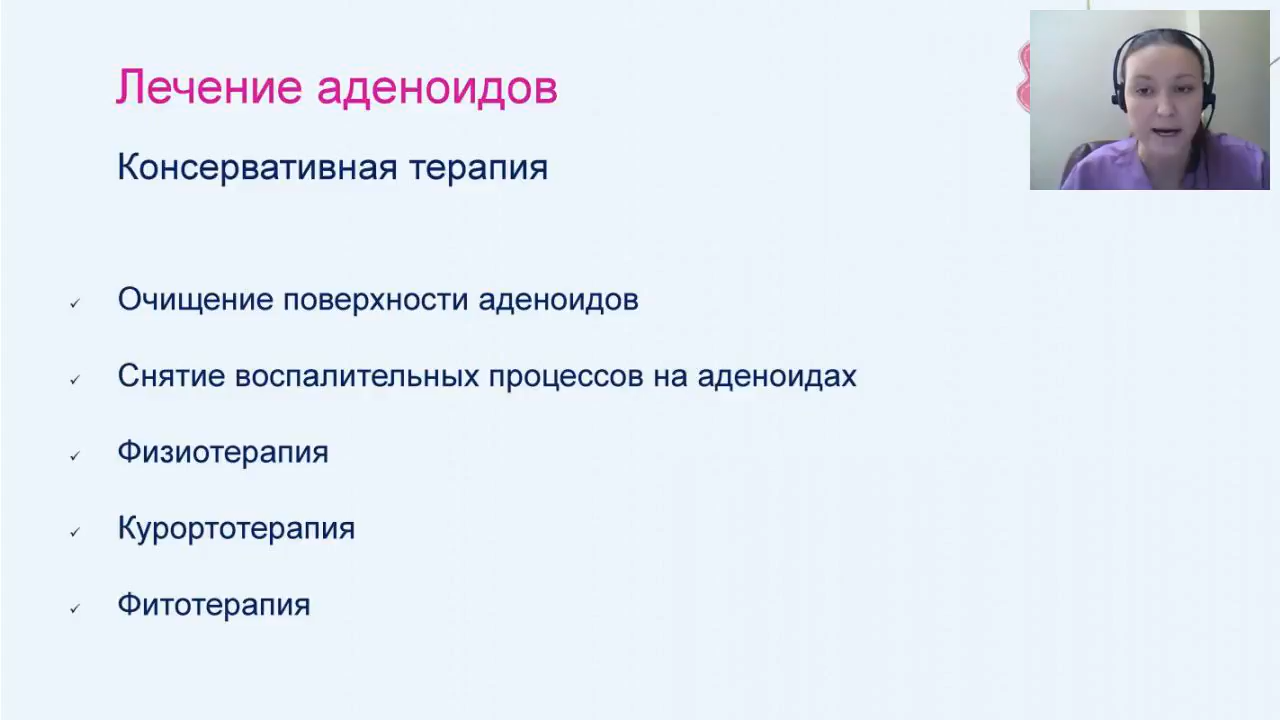 Лечение аденоидов
Консервативная терапия
Очищение поверхности аденоидов
Снятие воспалительных процессов на аденоидах
Физиотерапия
Курортотерапия
Фитотерапия